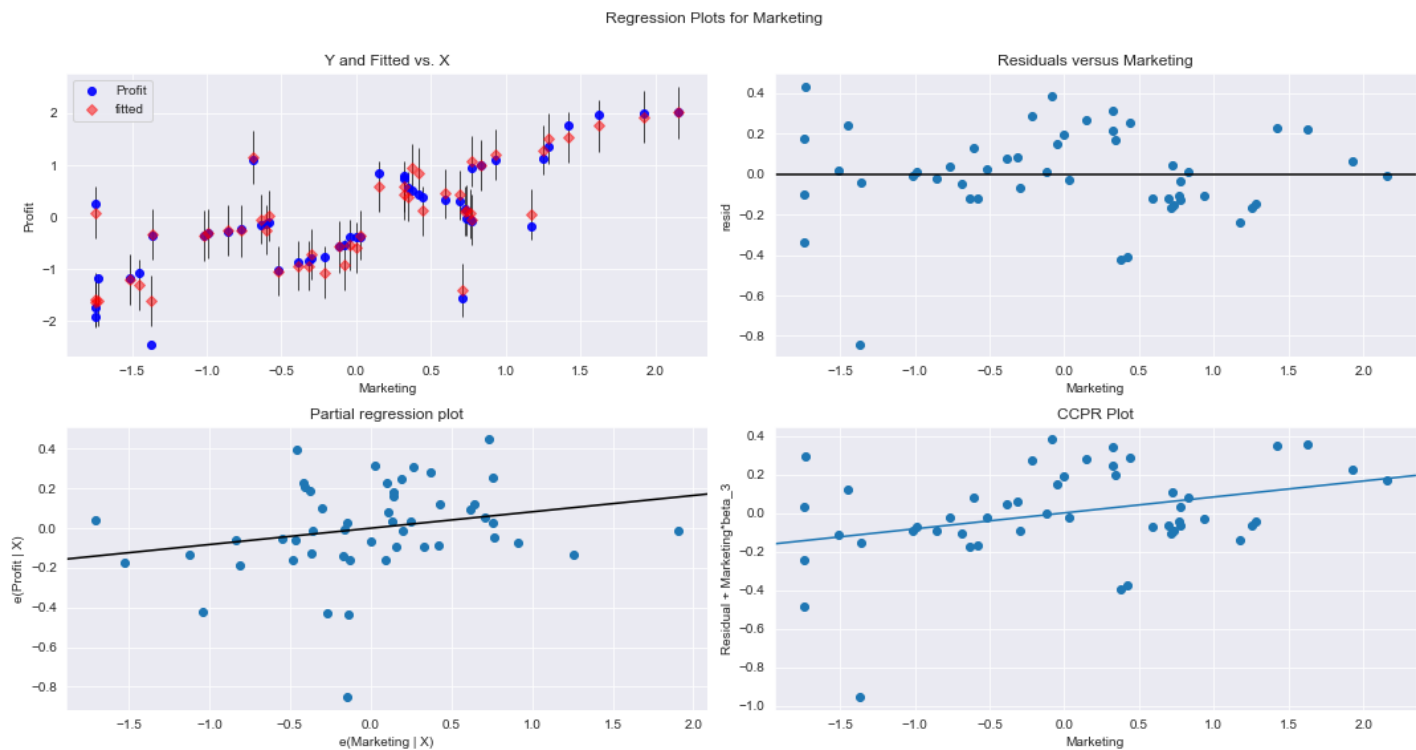 Regression Plots for Marketing
Y and Fitted vs. X
Profit
fitted
2
1
0
−1
−2
Profit
−1.5 −1.0 −0.5 0.0 0.5 1.0 1.5 2.0
Marketing
Residuals versus Marketing
0.4
0.2
0.0
−0.2
−0.4
−0.6
−0.8
resid
−1.5 −1.0 −0.5 0.0 0.5 1.0 1.5 2.0
Marketing
Partial regression plot
0.4
0.2
0.0
−0.2
−0.4
−0.6
−0.8
e(Profit | X)
−1.5 −1.0 −0.5 0.0 0.5 1.0 1.5 2.0
e(Marketing | X)
CCPR Plot
0.4
0.2
0.0
−0.2
−0.4
−0.6
−0.8
−1.0
Residual + Marketing*beta_3
−1.5 −1.0 −0.5 0.0 0.5 1.0 1.5 2.0
Marketing